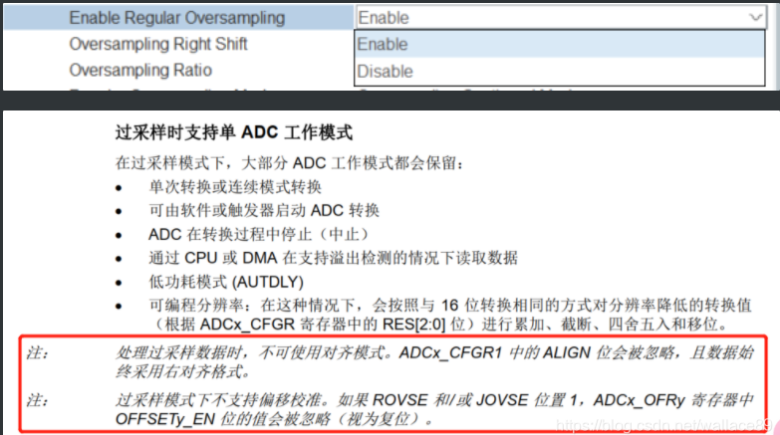 Enable Regular Oversampling Enable
Oversampling Right Shift Enable
Oversampling Ratio Disable
过采样时支持单 ADC 工作模式
在过采样模式下，大部分 ADC 工作模式都会保留：
• 单次转换或连续模式转换
• 可由软件或触发器启动 ADC 转换
• ADC 在转换过程中停止（中止）
• 通过 CPU 或 DMA 在支持溢出检测的情况下读取数据
• 低功耗模式 (AUTDLY)
• 可编程分辨率：在这种情况下，会按照与 16 位转换相同的方式对分辨率降低的转换值
（根据 ADCx_CFGR 寄存器中的 RES[2:0] 位）进行累加、截断、四舍五入和移位。
注： 处理过采样数据时，不可使用对齐模式。ADCx_CFGR1 中的 ALIGN 位会被忽略，且数据始
终采用右对齐格式。
注： 过采样模式下不支持偏移校准。如果 ROVSE 和/或 JOVSE 位置 1，ADCx_OFRy 寄存器中
OFFSETy_EN 位的值会被忽略（视为复位）。